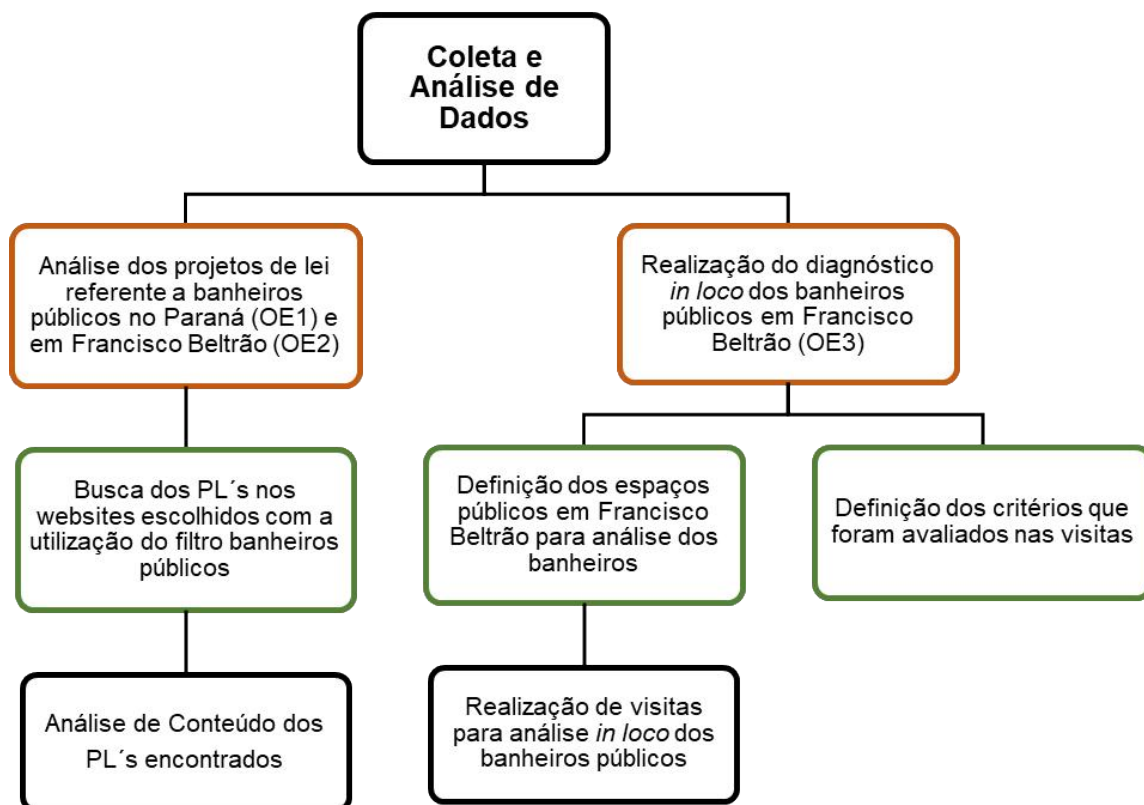 Coleta e
Análise de
Dados
Análise dos projetos de lei
referente a banheiros
públicos no Paraná (OE1) e
em Francisco Beltrão (OE2)
Realização do diagnóstico
in loco dos banheiros
públicos em Francisco
Beltrão (OE3)
Busca dos PL´s nos
websites escolhidos com a
utilização do filtro banheiros
públicos
Definição dos espaços
públicos em Francisco
Beltrão para análise dos
banheiros
Definição dos critérios que
foram avaliados nas visitas
Análise de Conteúdo dos
PL´s encontrados
Realização de visitas
para análise in loco dos
banheiros públicos